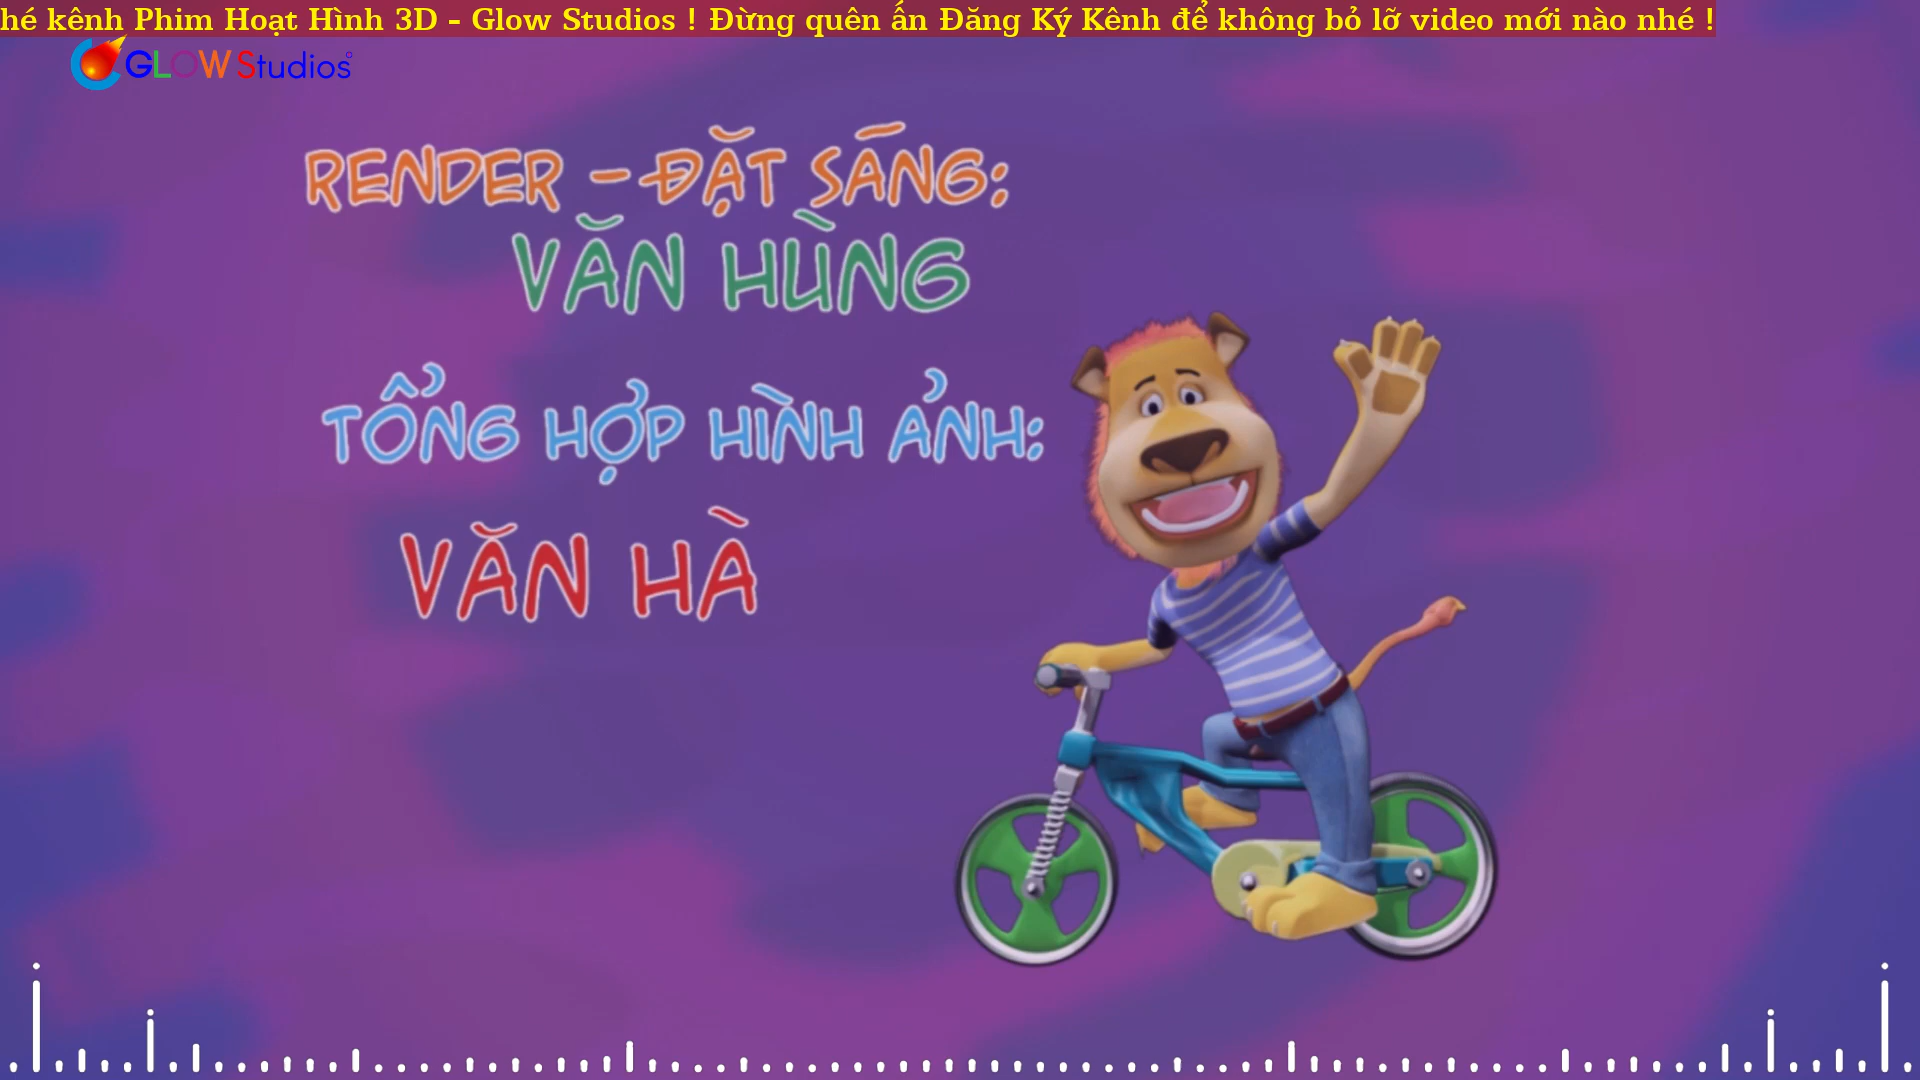 hé kênh Phim Hoạt Hình 3D - Glow Studios ! Đừng quên ấn Đăng Ký Kênh để không bỏ lỡ video mới nào nhé !
GLOW Studios
RENDER - ĐẶT SÁNG:
VĂN HÙNG
TỔNG HỢP HÌNH ẢNH:
VĂN HÀ